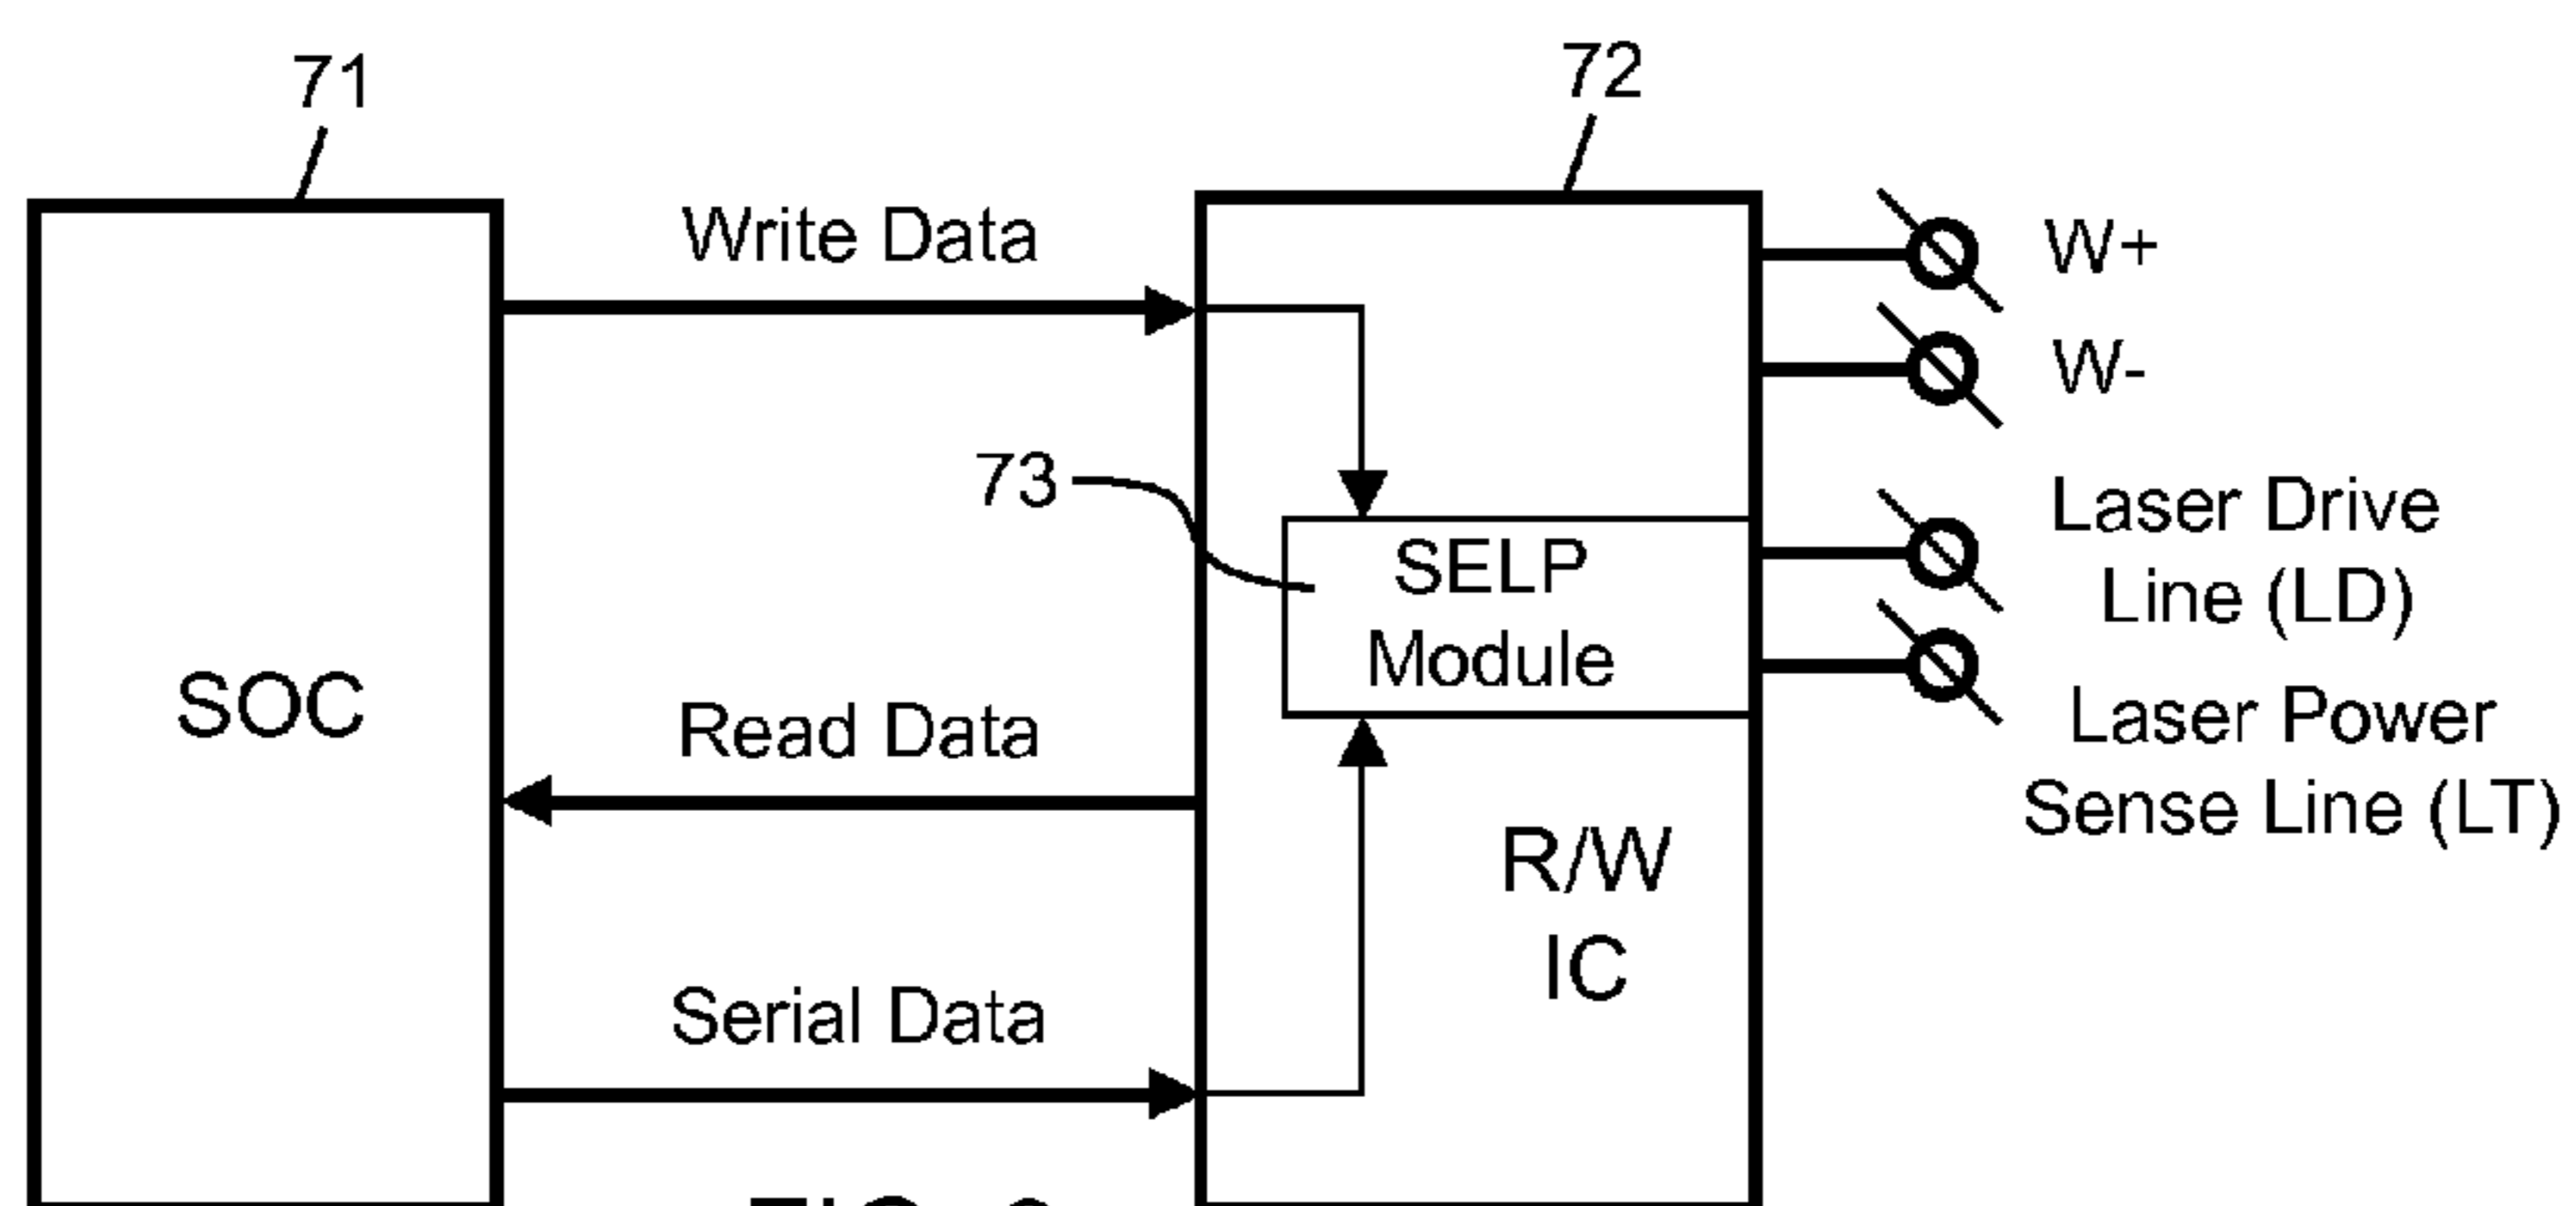 71
72
Write Data
W+
W-
73
SELP
Module
Laser Drive
Line (LD)
Laser Power
Sense Line (LT)
SOC
Read Data
R/W
IC
Serial Data